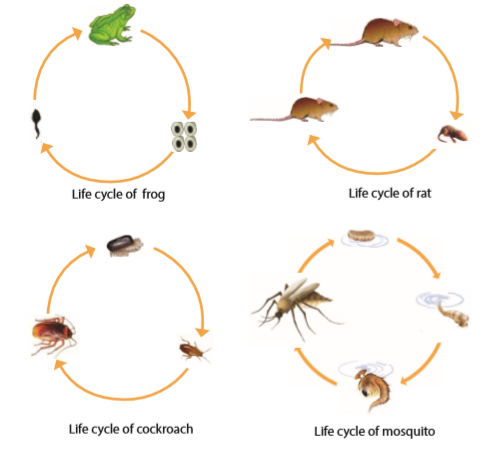 Life cycle of frog
Life cycle of rat
Life cycle of cockroach
Life cycle of mosquito